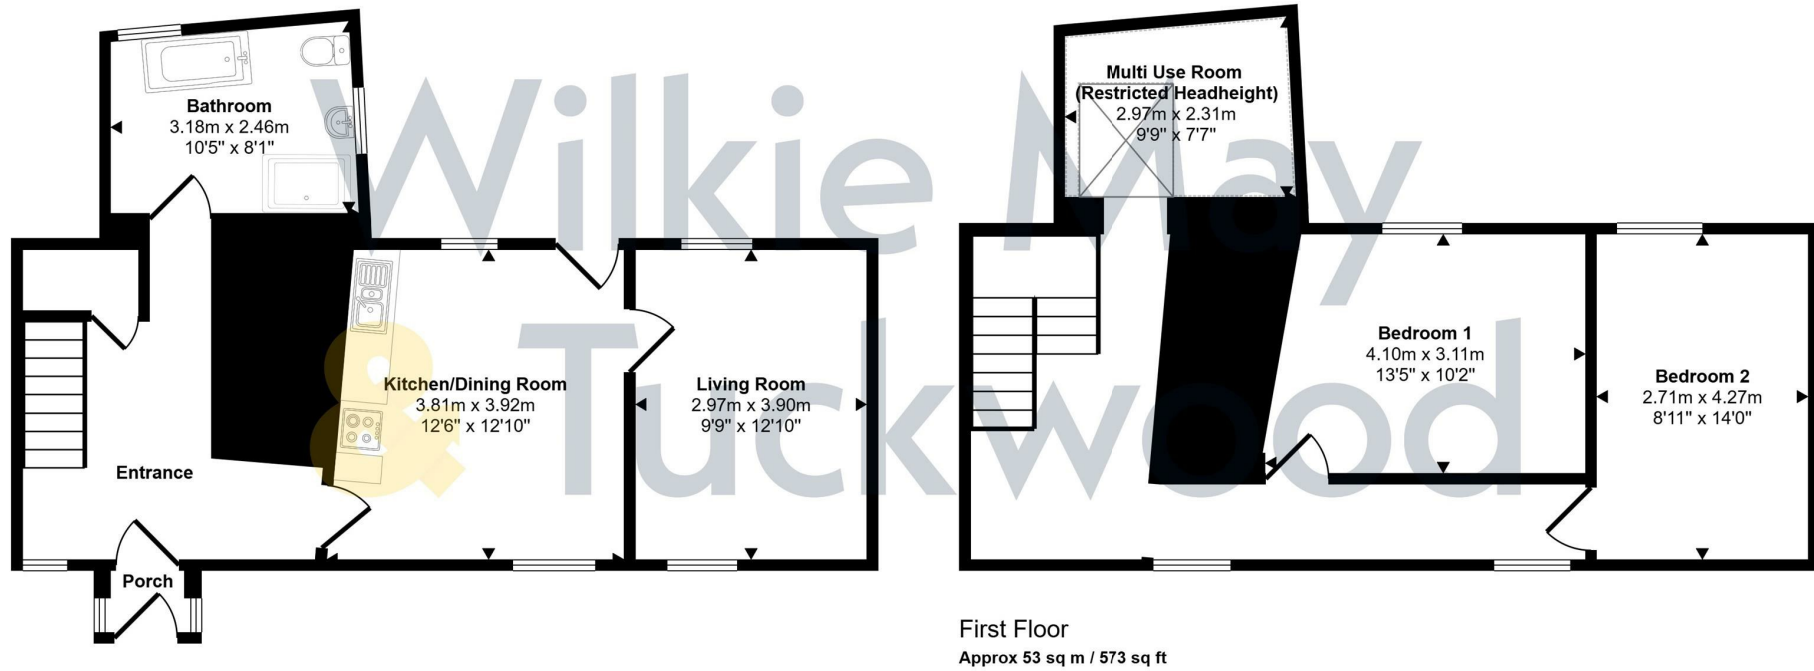 Bathroom
3.18m x 2.46m
10'5" x 8'1"
Kitchen/Dining Room
3.81m x 3.92m
12'6" x 12'10"
Living Room
2.97m x 3.90m
9'9" x 12'10"
Entrance
Porch
Multi Use Room
(Restricted Headheight)
2.97m x 2.31m
9'9" x 7'7"
Bedroom 1
4.10m x 3.11m
13'5" x 10'2"
Bedroom 2
2.71m x 4.27m
8'11" x 14'0"
First Floor
Approx 53 sq m / 573 sq ft
Wilkie May
& Tuckwood